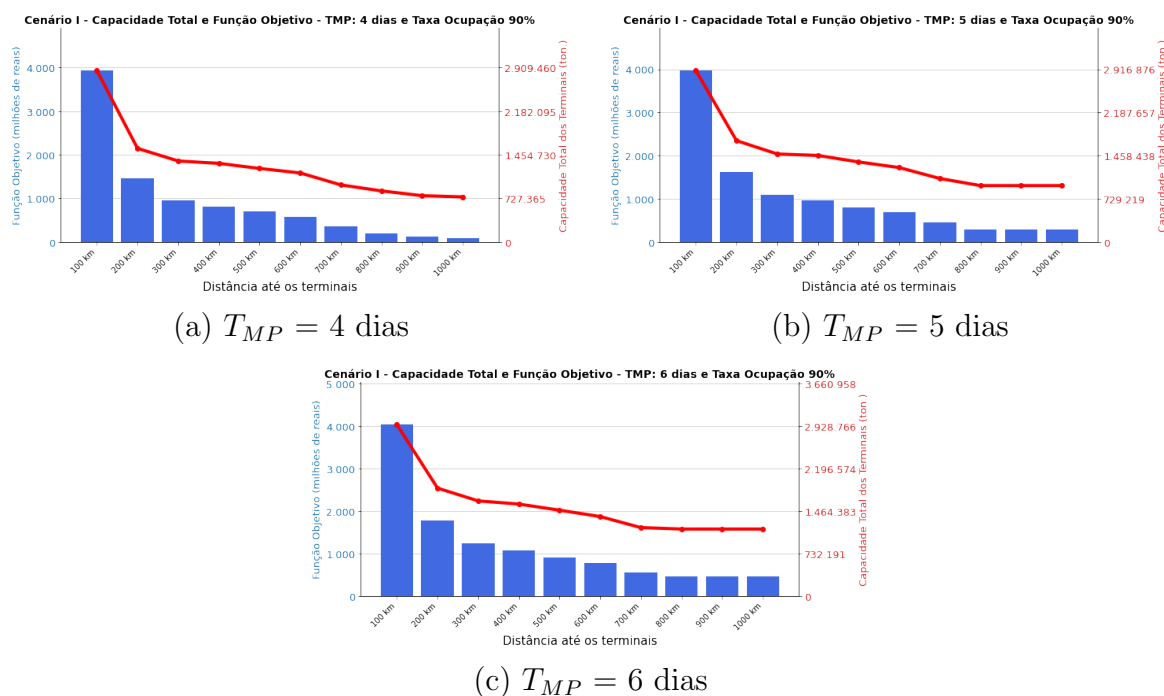 Cenário I - Capacidade Total e Função Objetivo - TMP: 4 dias e Taxa Ocupação 90%
Função Objetivo (milhões de reais)
4.000
3.000
2.000
1.000
0
2.909.460
2.182.095
1.454.730
727.365
0
Capacidade Total dos Terminais (ton )
100 km
200 km
300 km
400 km
500 km
600 km
700 km
800 km
900 km
1000 km
Distância até os terminais
(a) T_MP = 4 dias
Cenário I - Capacidade Total e Função Objetivo - TMP: 5 dias e Taxa Ocupação 90%
Função Objetivo (milhões de reais)
4.000
3.000
2.000
1.000
0
2.916.876
2.187.657
1.458.438
729.219
0
Capacidade Total dos Terminais (ton )
100 km
200 km
300 km
400 km
500 km
600 km
700 km
800 km
900 km
1000 km
Distância até os terminais
(b) T_MP = 5 dias
Cenário I - Capacidade Total e Função Objetivo - TMP: 6 dias e Taxa Ocupação 90%
Função Objetivo (milhões de reais)
5.000
4.000
3.000
2.000
1.000
0
3.660.958
2.928.766
2.196.574
1.464.383
732.191
0
Capacidade Total dos Terminais (ton )
100 km
200 km
300 km
400 km
500 km
600 km
700 km
800 km
900 km
1000 km
Distância até os terminais
(c) T_MP = 6 dias